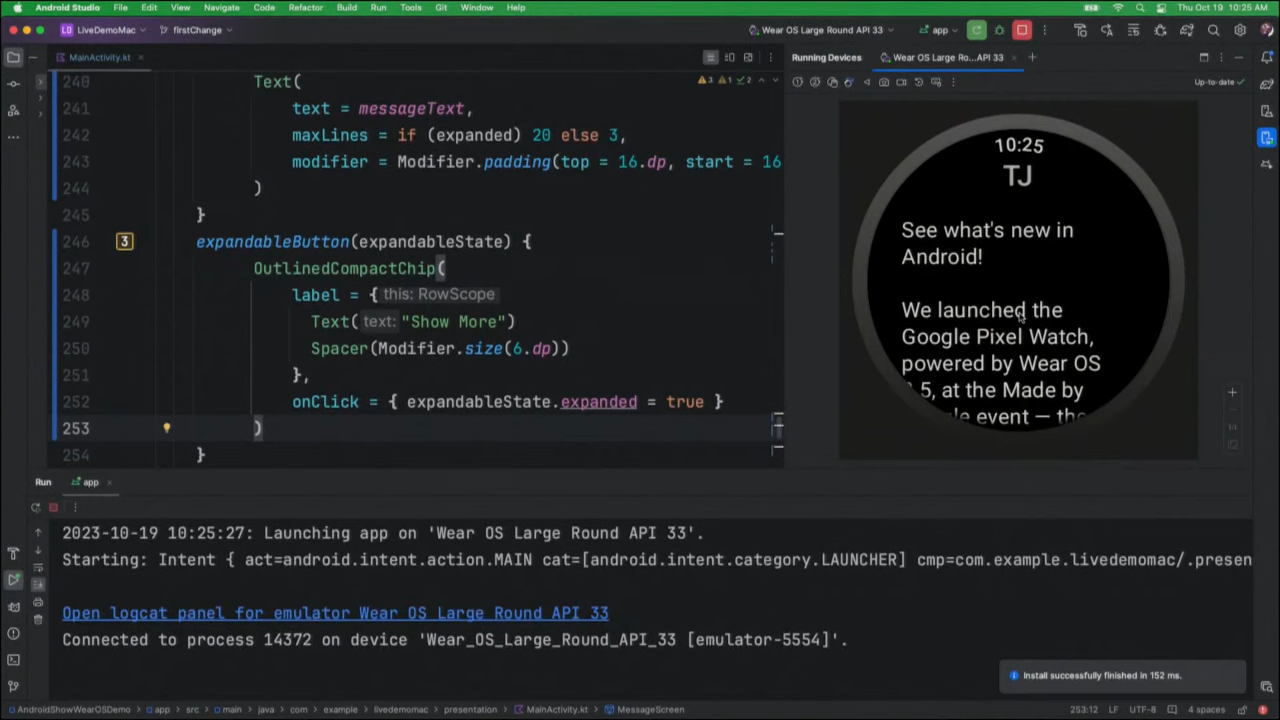 Android Studio File Edit View Navigate Code Refactor Build Run Tools Git Window Help Thu Oct 19 10:25 AM
LD LiveDemoMac firstChange Wear OS Large Round API 33 app
MainActivity.kt Running Devices Wear OS Large Ro...API 33
3 1 2 Up-to-date
240 Text(
241 text = messageText,
242 maxLines = if (expanded) 20 else 3,
243 modifier = Modifier.padding(top = 16.dp, start = 16
244 )
245 }
246 3 expandableButton(expandableState) {
247 OutlinedCompactChip(
248 label = { this: RowScope
249 Text( text: "Show More")
250 Spacer(Modifier.size(6.dp))
251 },
252 onClick = { expandableState.expanded = true }
253 )
254 }
10:25
TJ
See what's new in
Android!
We launched the
Google Pixel Watch,
powered by Wear OS
.5, at the Made by
le event — the
1:1
Run app
2023-10-19 10:25:27: Launching app on 'Wear OS Large Round API 33'.
Starting: Intent { act=android.intent.action.MAIN cat=[android.intent.category.LAUNCHER] cmp=com.example.livedemomac/.presen
Open logcat panel for emulator Wear OS Large Round API 33
Connected to process 14372 on device 'Wear_OS_Large_Round_API_33 [emulator-5554]'.
Install successfully finished in 152 ms.
AndroidShowWearOSDemo app src main java com example livedemomac presentation MainActivity.kt MessageScreen 253:12 LF UTF-8 4 spaces